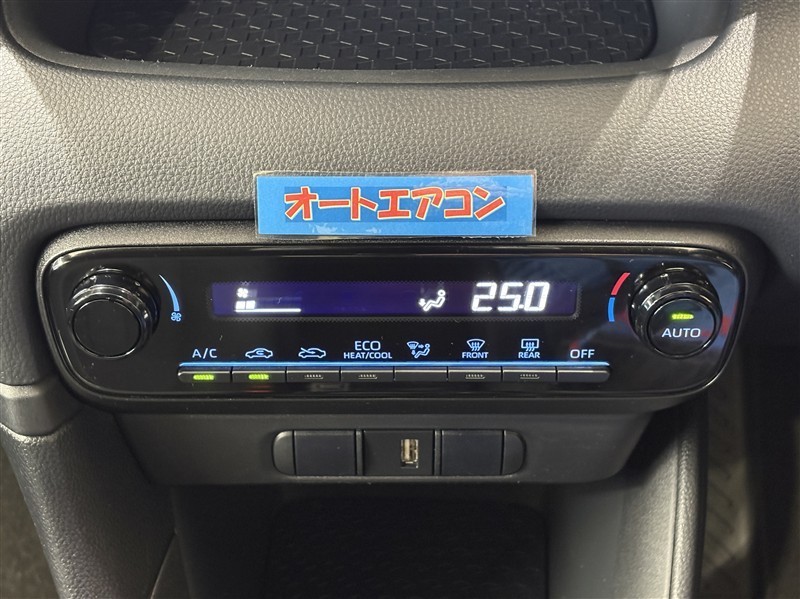 オートエアコン
25.0
AUTO
A/C
ECO
HEAT/COOL
FRONT
REAR
OFF